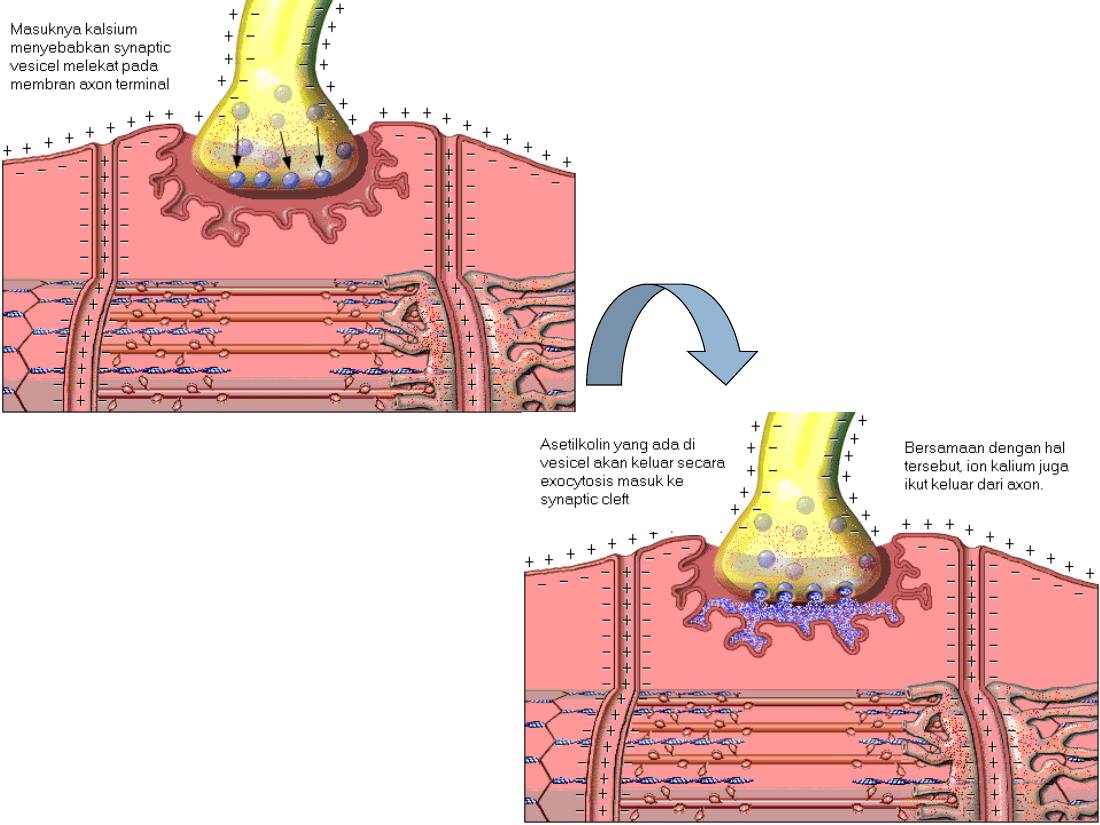 Masuknya kalsium
menyebabkan synaptic
vesicel melekat pada
membran axon terminal
Asetilkolin yang ada di
vesicel akan keluar secara
exocytosis masuk ke
synaptic cleft
Bersamaan dengan hal
tersebut, ion kalium juga
ikut keluar dari axon.